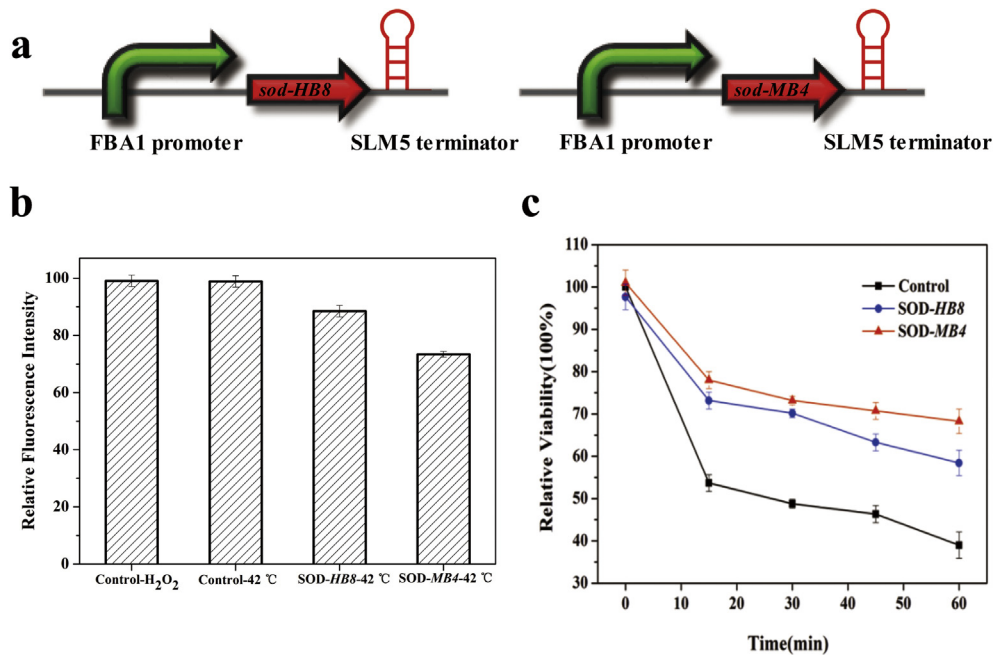 a
sod-HB8
sod-MB4
FBA1 promoter
SLM5 terminator
FBA1 promoter
SLM5 terminator
b
Relative Fluorescence Intensity
100
80
60
40
20
0
Control-H₂O₂
Control-42 ℃
SOD-HB8-42 ℃
SOD-MB4-42 ℃
c
Relative Viability(100%)
110
100
90
80
70
60
50
40
30
Control
SOD-HB8
SOD-MB4
0 10 20 30 40 50 60
Time(min)